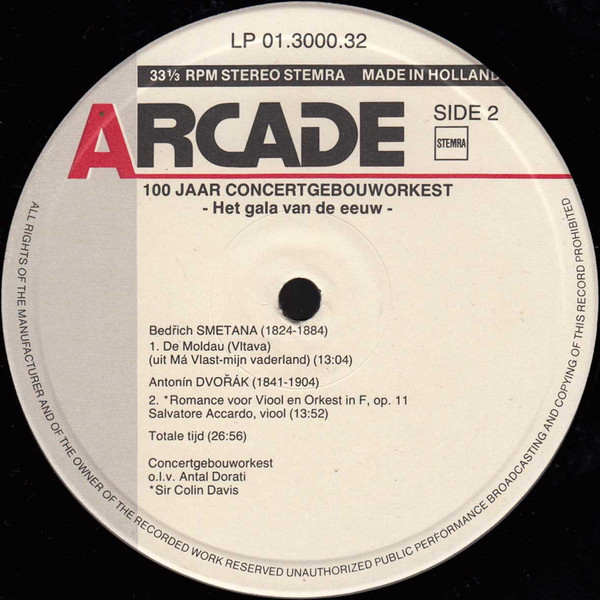 LP 01.3000.32
33⅓ RPM STEREO STEMRA MADE IN HOLLAND
ARCADE
SIDE 2
STEMRA
100 JAAR CONCERTGEBOUWORKEST
- Het gala van de eeuw -
Bedřich SMETANA (1824-1884)
1. De Moldau (Vltava)
(uit Má Vlast-mijn vaderland) (13:04)
Antonín DVOŘÁK (1841-1904)
2. *Romance voor Viool en Orkest in F, op. 11
Salvatore Accardo, viool (13:52)
Totale tijd (26:56)
Concertgebouworkest
o.l.v. Antal Dorati
*Sir Colin Davis
ALL RIGHTS OF THE MANUFACTURER AND OF THE OWNER OF THE RECORDED WORK RESERVED UNAUTHORIZED PUBLIC PERFORMANCE BROADCASTING AND COPYING OF THIS RECORD PROHIBITED